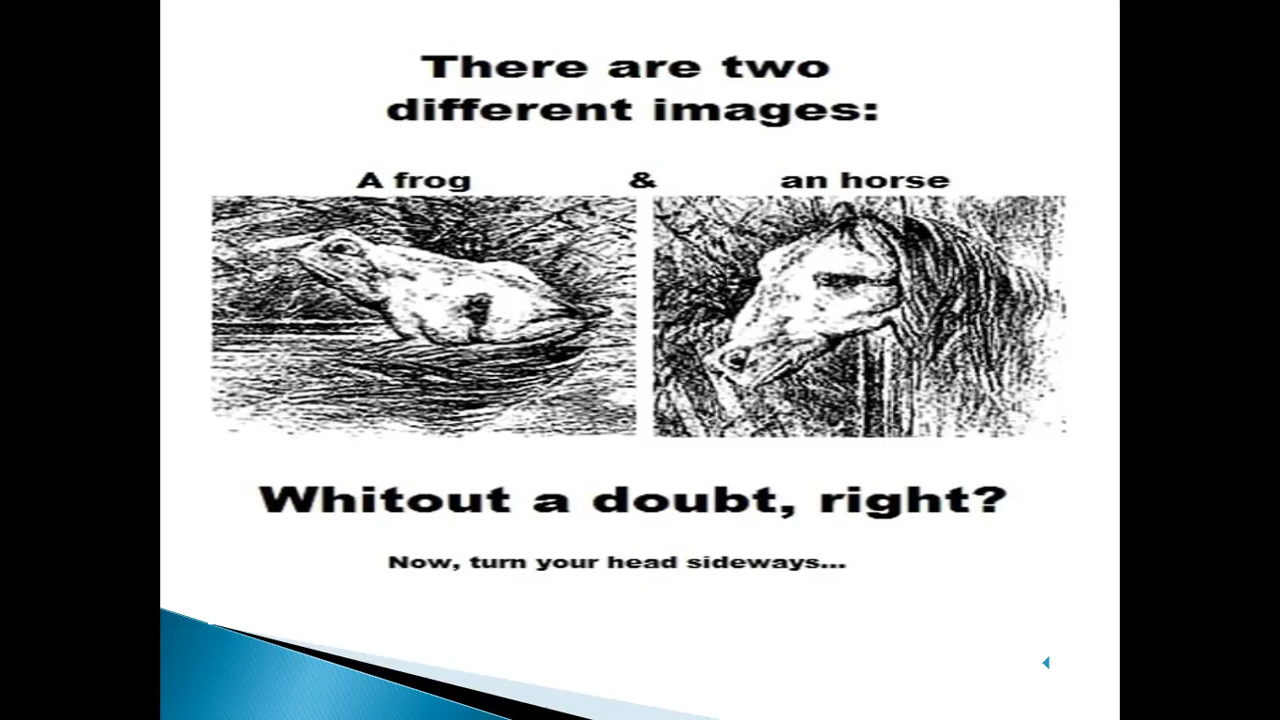 There are two
different images:
A frog & an horse
Whitout a doubt, right?
Now, turn your head sideways...